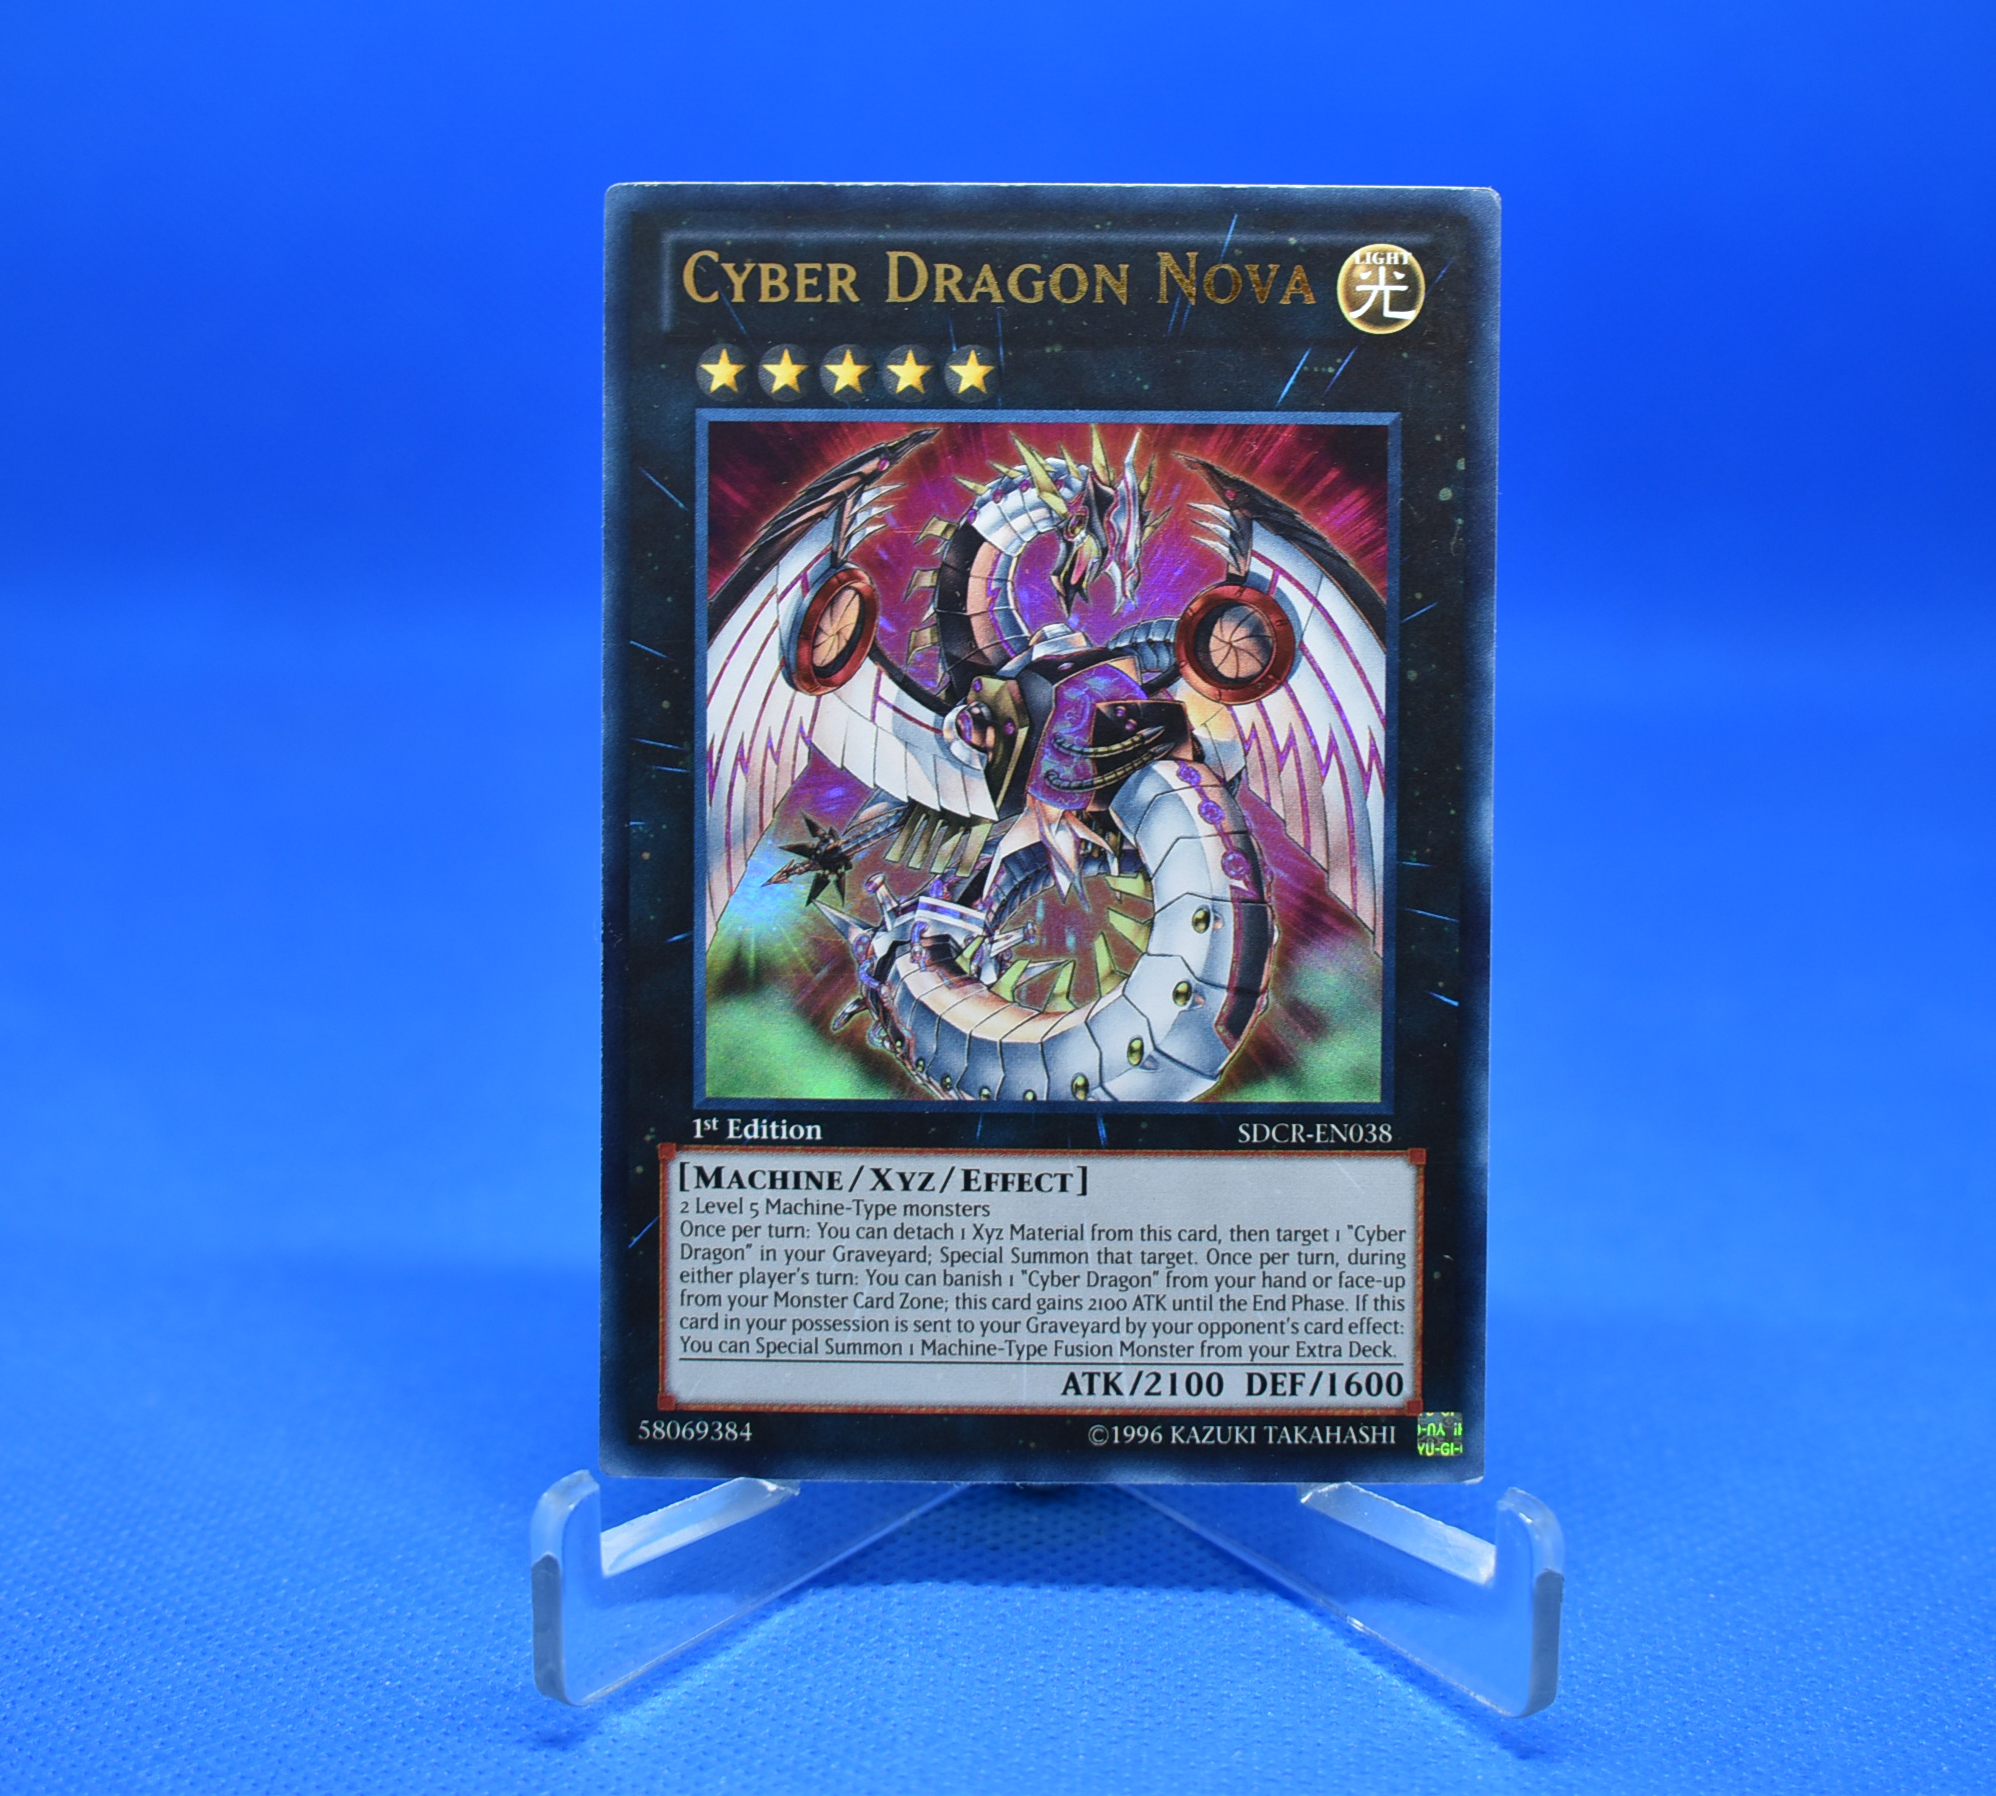 CYBER DRAGON NOVA
LIGHT
光
1st Edition
SDCR-EN038
[MACHINE/XYZ/EFFECT]
2 Level 5 Machine-Type monsters
Once per turn: You can detach 1 Xyz Material from this card, then target 1 "Cyber
Dragon" in your Graveyard; Special Summon that target. Once per turn, during
either player's turn: You can banish 1 "Cyber Dragon" from your hand or face-up
from your Monster Card Zone; this card gains 2100 ATK until the End Phase. If this
card in your possession is sent to your Graveyard by your opponent's card effect:
You can Special Summon 1 Machine-Type Fusion Monster from your Extra Deck.
ATK/2100 DEF/1600
58069384
©1996 KAZUKI TAKAHASHI
YU-GI-